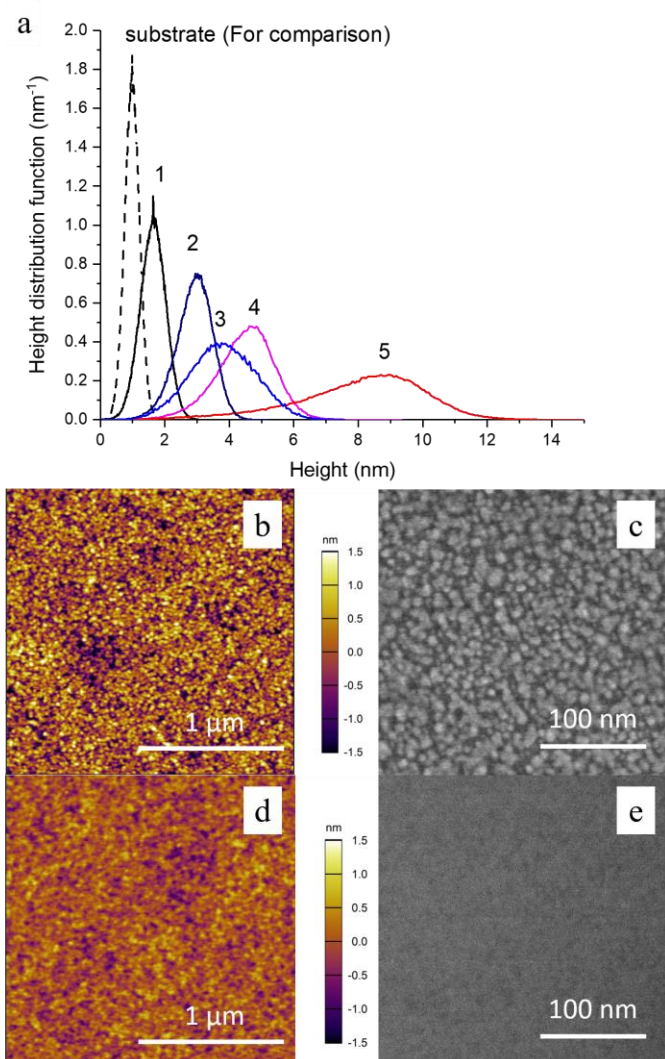 a
substrate (For comparison)
2.0
1.8
1.6
1.4
1.2
1.0
0.8
0.6
0.4
0.2
0.0
Height distribution function (nm⁻¹)
1
2
3
4
5
0 2 4 6 8 10 12 14
Height (nm)
b
1 µm
nm
1.5
1.0
0.5
0.0
-0.5
-1.0
-1.5
c
100 nm
d
1 µm
nm
1.5
1.0
0.5
0.0
-0.5
-1.0
-1.5
e
100 nm